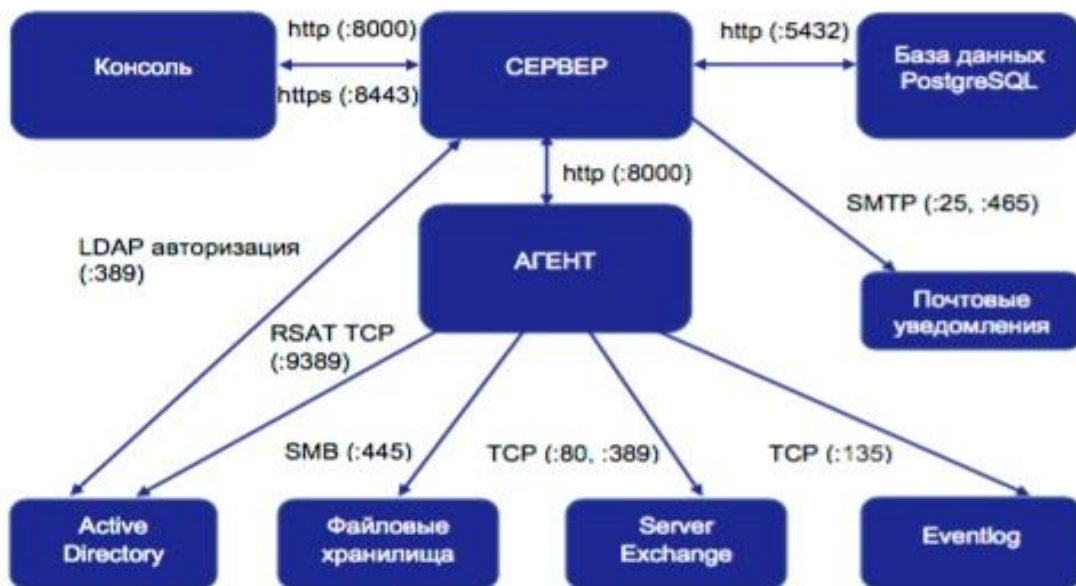 http (:8000)
http (:5432)
Консоль
СЕРВЕР
База данных
PostgreSQL
https (:8443)
http (:8000)
SMTP (:25, :465)
LDAP авторизация
(:389)
АГЕНТ
Почтовые
уведомления
RSAT TCP
(:9389)
SMB (:445)
TCP (:80, :389)
TCP (:135)
Active
Directory
Файловые
хранилища
Server
Exchange
Eventlog